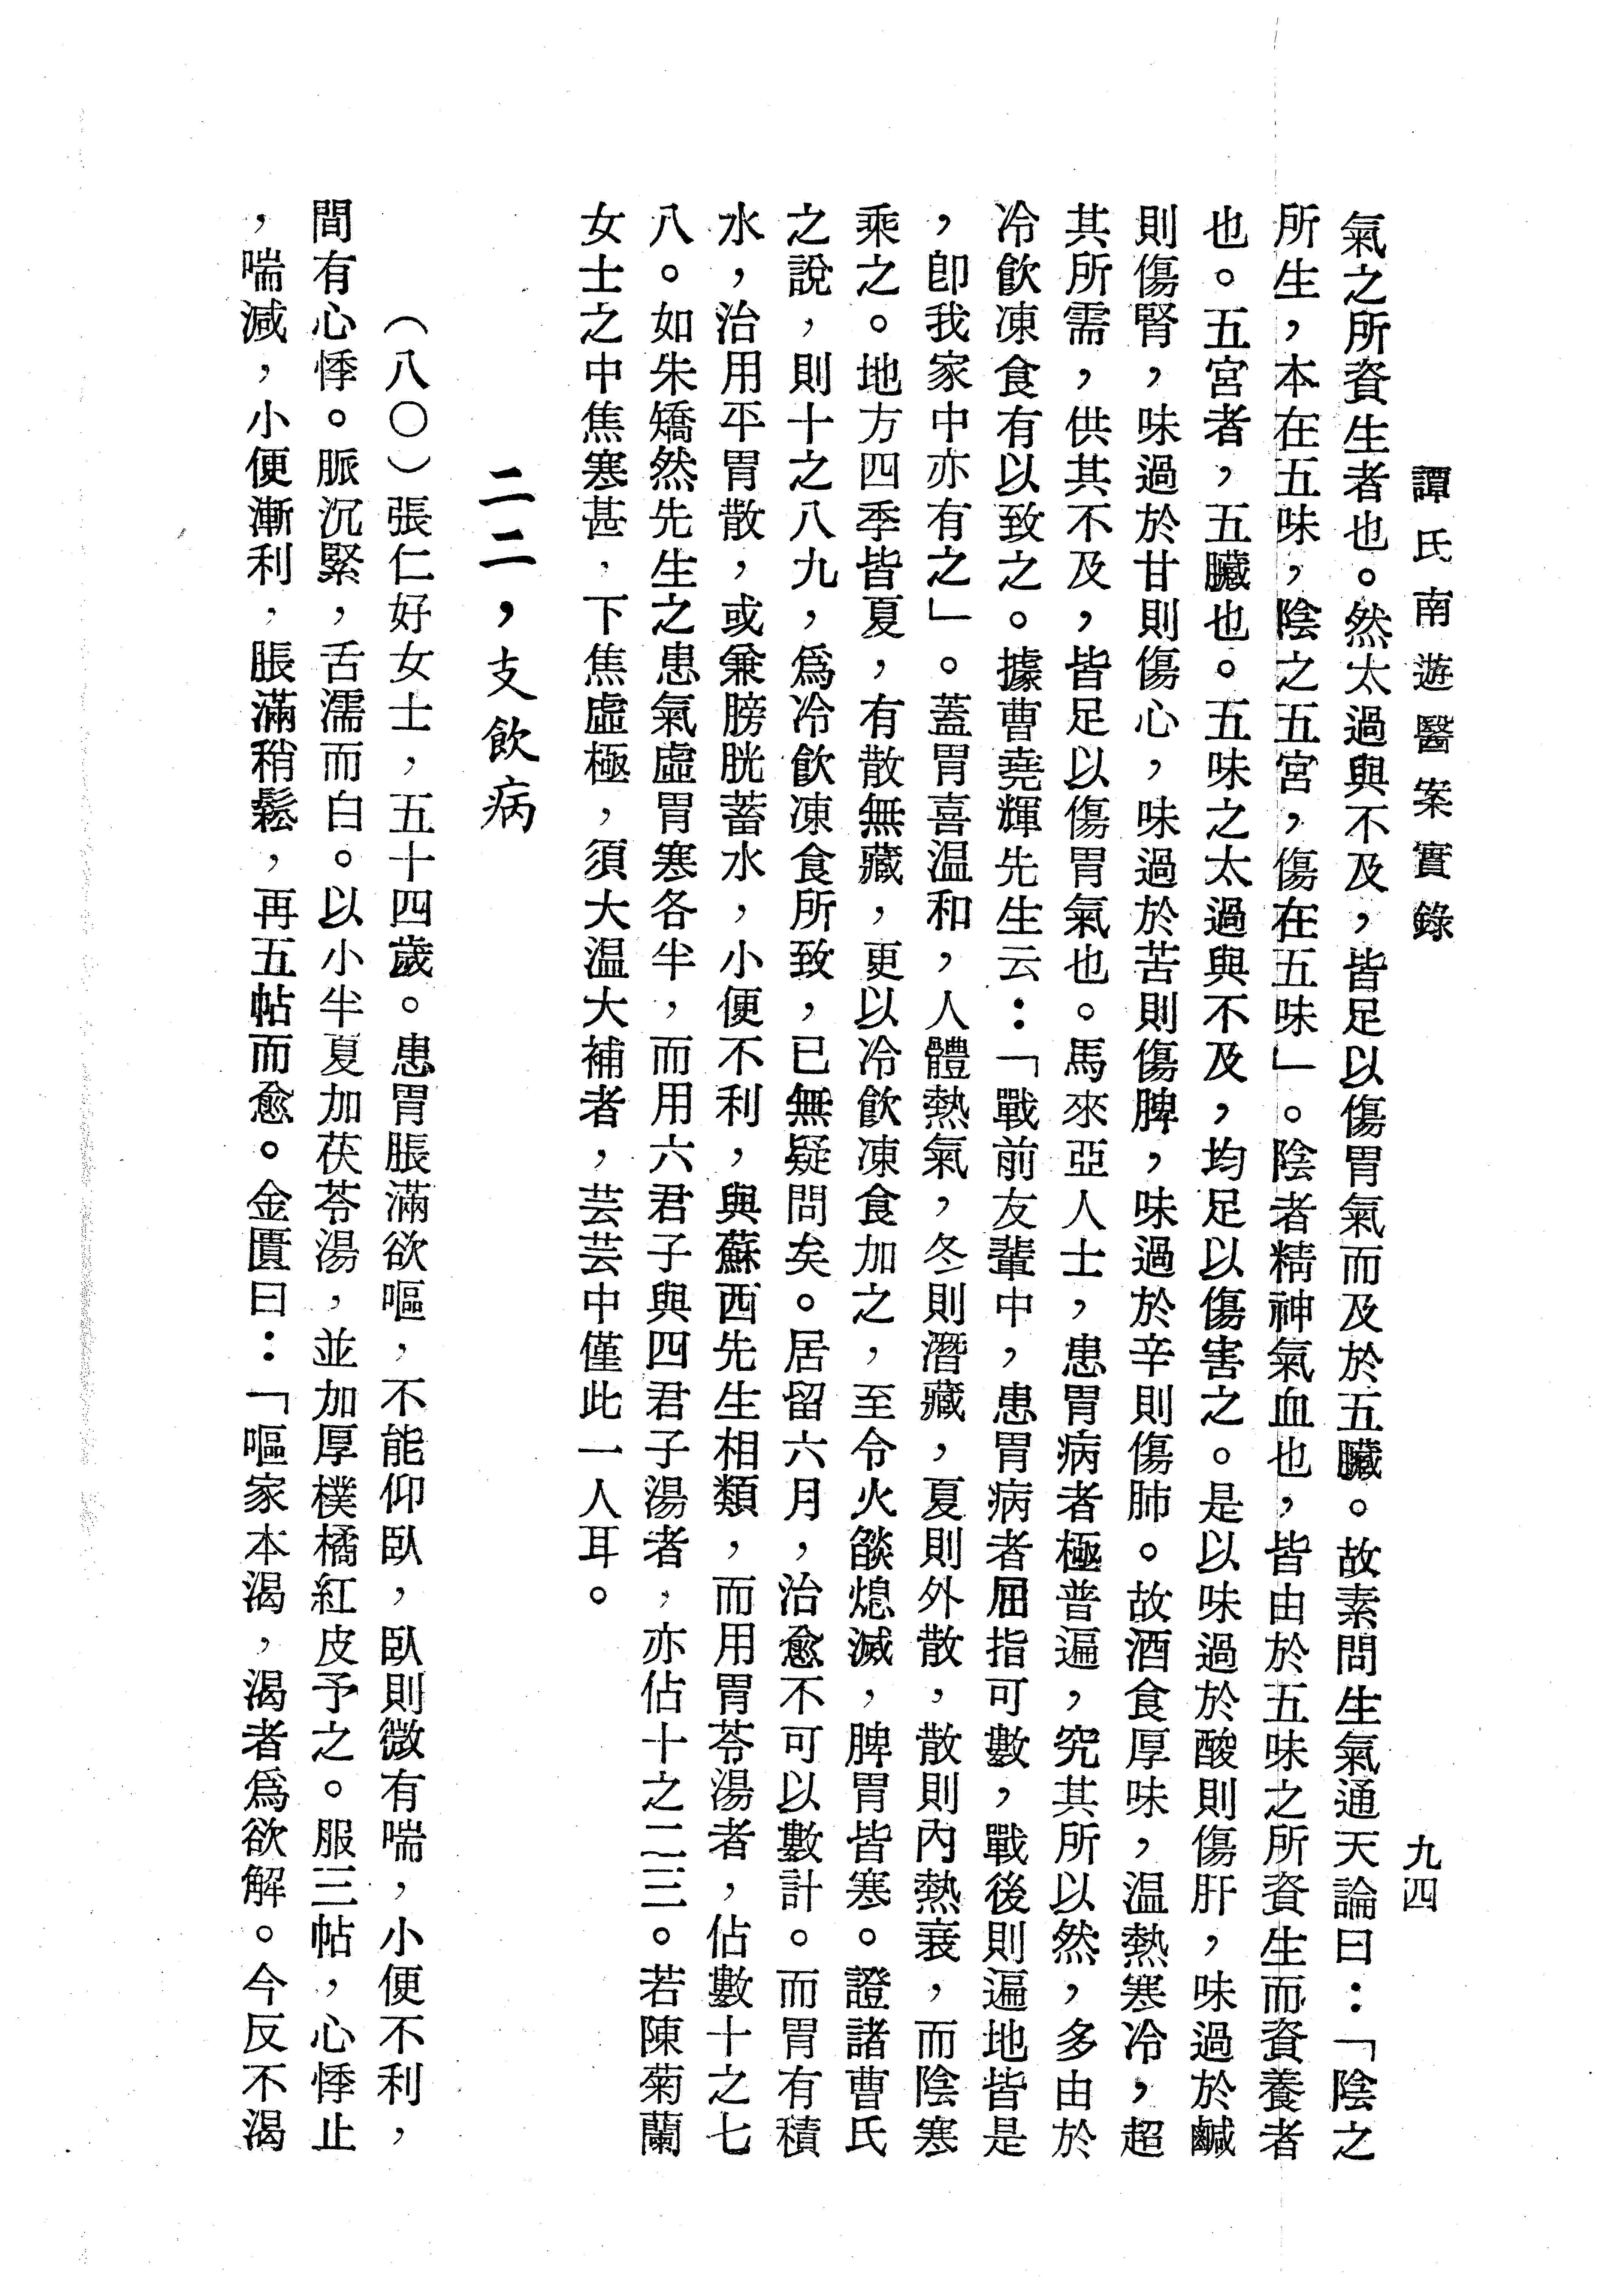 譚氏南遊醫案實錄
九四
氣之所資生者也。然太過與不及，皆足以傷胃氣而及於五臟。故素問生氣通天論曰：「陰之
所生，本在五味，陰之五宮，傷在五味」。陰者精神氣血也，皆由於五味之所資生而資養者
也。五宮者，五臟也。五味之太過與不及，均足以傷害之。是以味過於酸則傷肝，味過於鹹
則傷腎，味過於甘則傷心，味過於苦則傷脾，味過於辛則傷肺。故酒食厚味，温熱寒冷，超
其所需，供其不及，皆足以傷胃氣也。馬來亞人士，患胃病者極普遍，究其所以然，多由於
冷飲凍食有以致之。據曹堯輝先生云：「戰前友輩中，患胃病者屈指可數，戰後則遍地皆是
，卽我家中亦有之」。蓋胃喜温和，人體熱氣，冬則潛藏，夏則外散，散則內熱衰，而陰寒
乘之。地方四季皆夏，有散無藏，更以冷飲凍食加之，至令火燄熄滅，脾胃皆寒。證諸曹氏
之說，則十之八九，爲冷飲凍食所致，已無疑問矣。居留六月，治愈不可以數計。而胃有積
水，治用平胃散，或兼膀胱蓄水，小便不利，與蘇西先生相類，而用胃苓湯者，佔數十之七
八。如朱矯然先生之患氣虛胃寒各半，而用六君子與四君子湯者，亦佔十之二三。若陳菊蘭
女士之中焦寒甚，下焦虛極，須大温大補者，芸芸中僅此一人耳。
二二，支飲病
（八〇）張仁好女士，五十四歲。患胃脹滿欲嘔，不能仰臥，臥則微有喘，小便不利，
間有心悸。脈沉緊，舌濡而白。以小半夏加茯苓湯，並加厚樸橘紅皮予之。服三帖，心悸止
，喘減，小便漸利，脹滿稍鬆，再五帖而愈。金匱曰：「嘔家本渴，渴者爲欲解。今反不渴